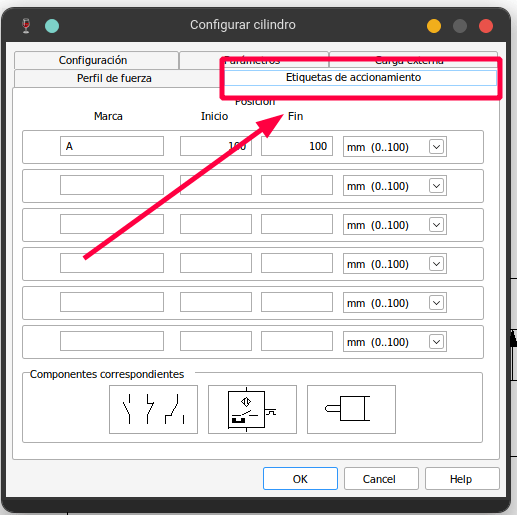 Configurar cilindro
Configuración
Parámetros
Carga externa
Perfil de fuerza
Etiquetas de accionamiento
Posición
Marca
Inicio
Fin
A
100
100
mm (0..100)
mm (0..100)
mm (0..100)
mm (0..100)
mm (0..100)
mm (0..100)
Componentes correspondientes
OK
Cancel
Help